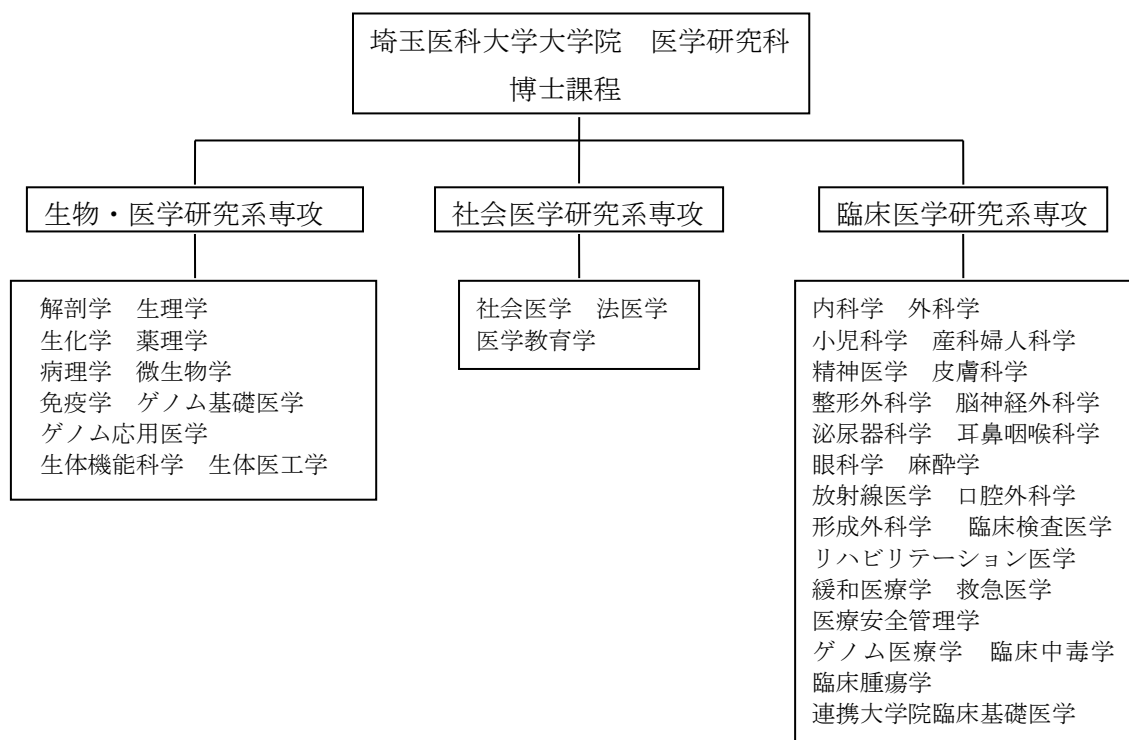 埼玉医科大学大学院　医学研究科
博士課程
生物・医学研究系専攻
社会医学研究系専攻
臨床医学研究系専攻
解剖学　生理学
生化学　薬理学
病理学　微生物学
免疫学　ゲノム基礎医学
ゲノム応用医学
生体機能科学　生体医工学
社会医学　法医学
医学教育学
内科学　外科学
小児科学　産科婦人科学
精神医学　皮膚科学
整形外科学　脳神経外科学
泌尿器科学　耳鼻咽喉科学
眼科学　麻酔学
放射線医学　口腔外科学
形成外科学　臨床検査医学
リハビリテーション医学
緩和医療学　救急医学
医療安全管理学
ゲノム医療学　臨床中毒学
臨床腫瘍学
連携大学院臨床基礎医学